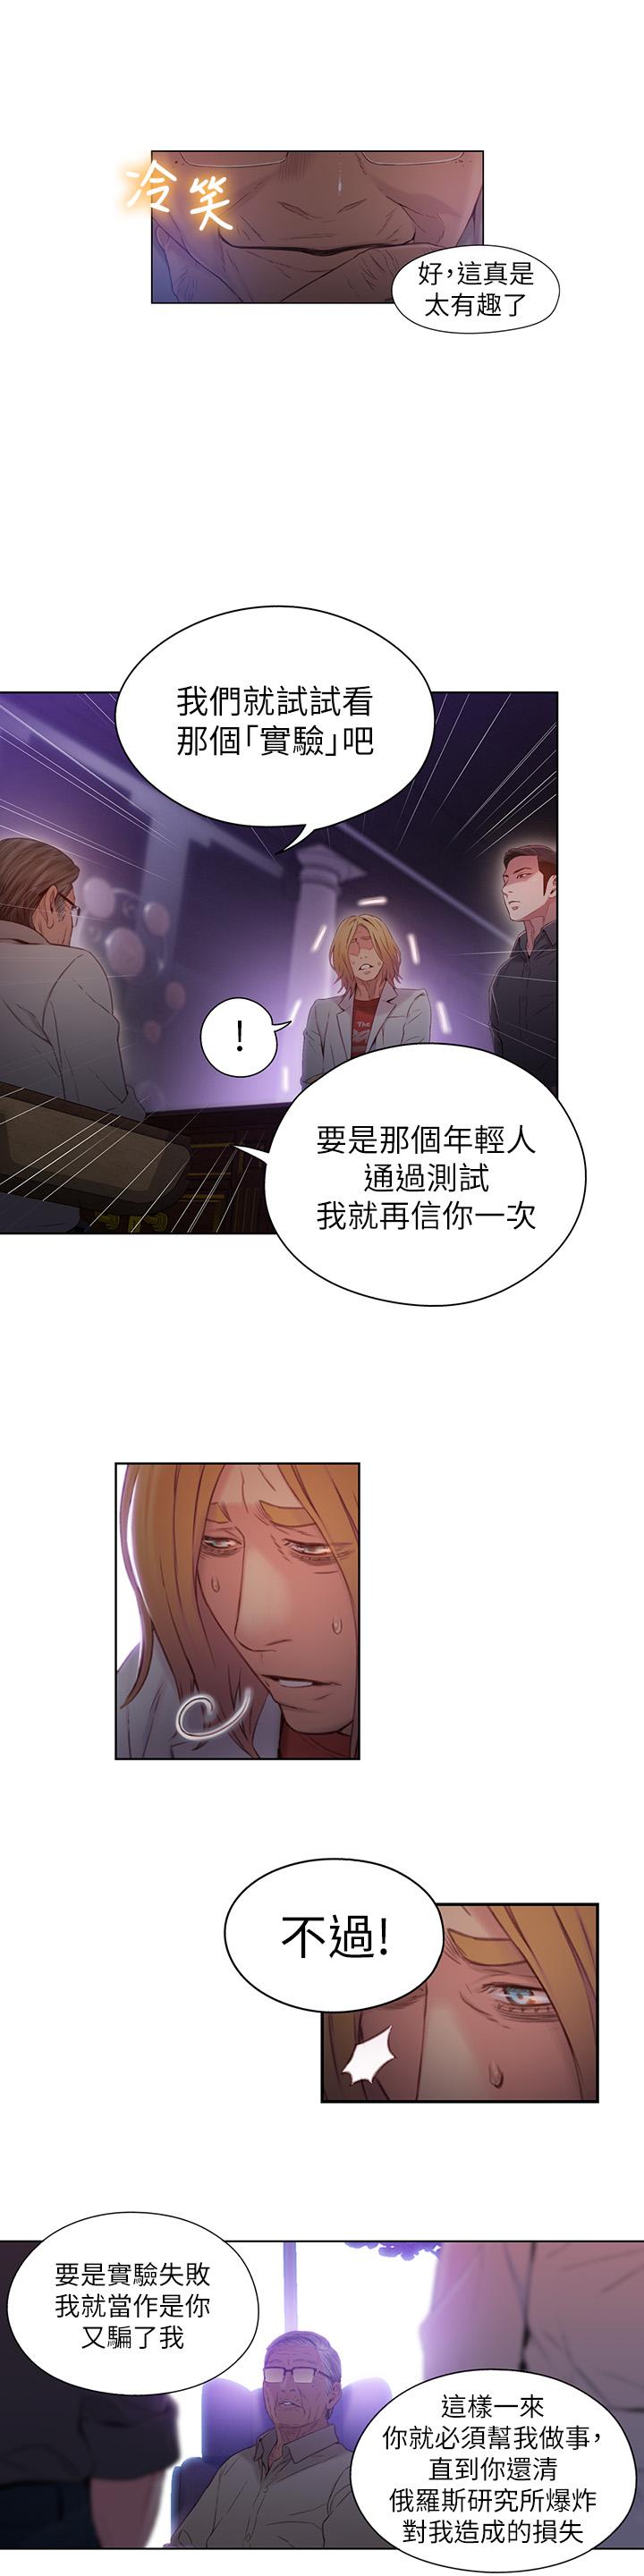 冷笑
好，這真是
太有趣了
我們就試試看
那個「實驗」吧
!
要是那個年輕人
通過測試
我就再信你一次
不過!
要是實驗失敗
我就當作是你
又騙了我
這樣一來
你就必須幫我做事，
直到你還清
俄羅斯研究所爆炸
對我造成的損失